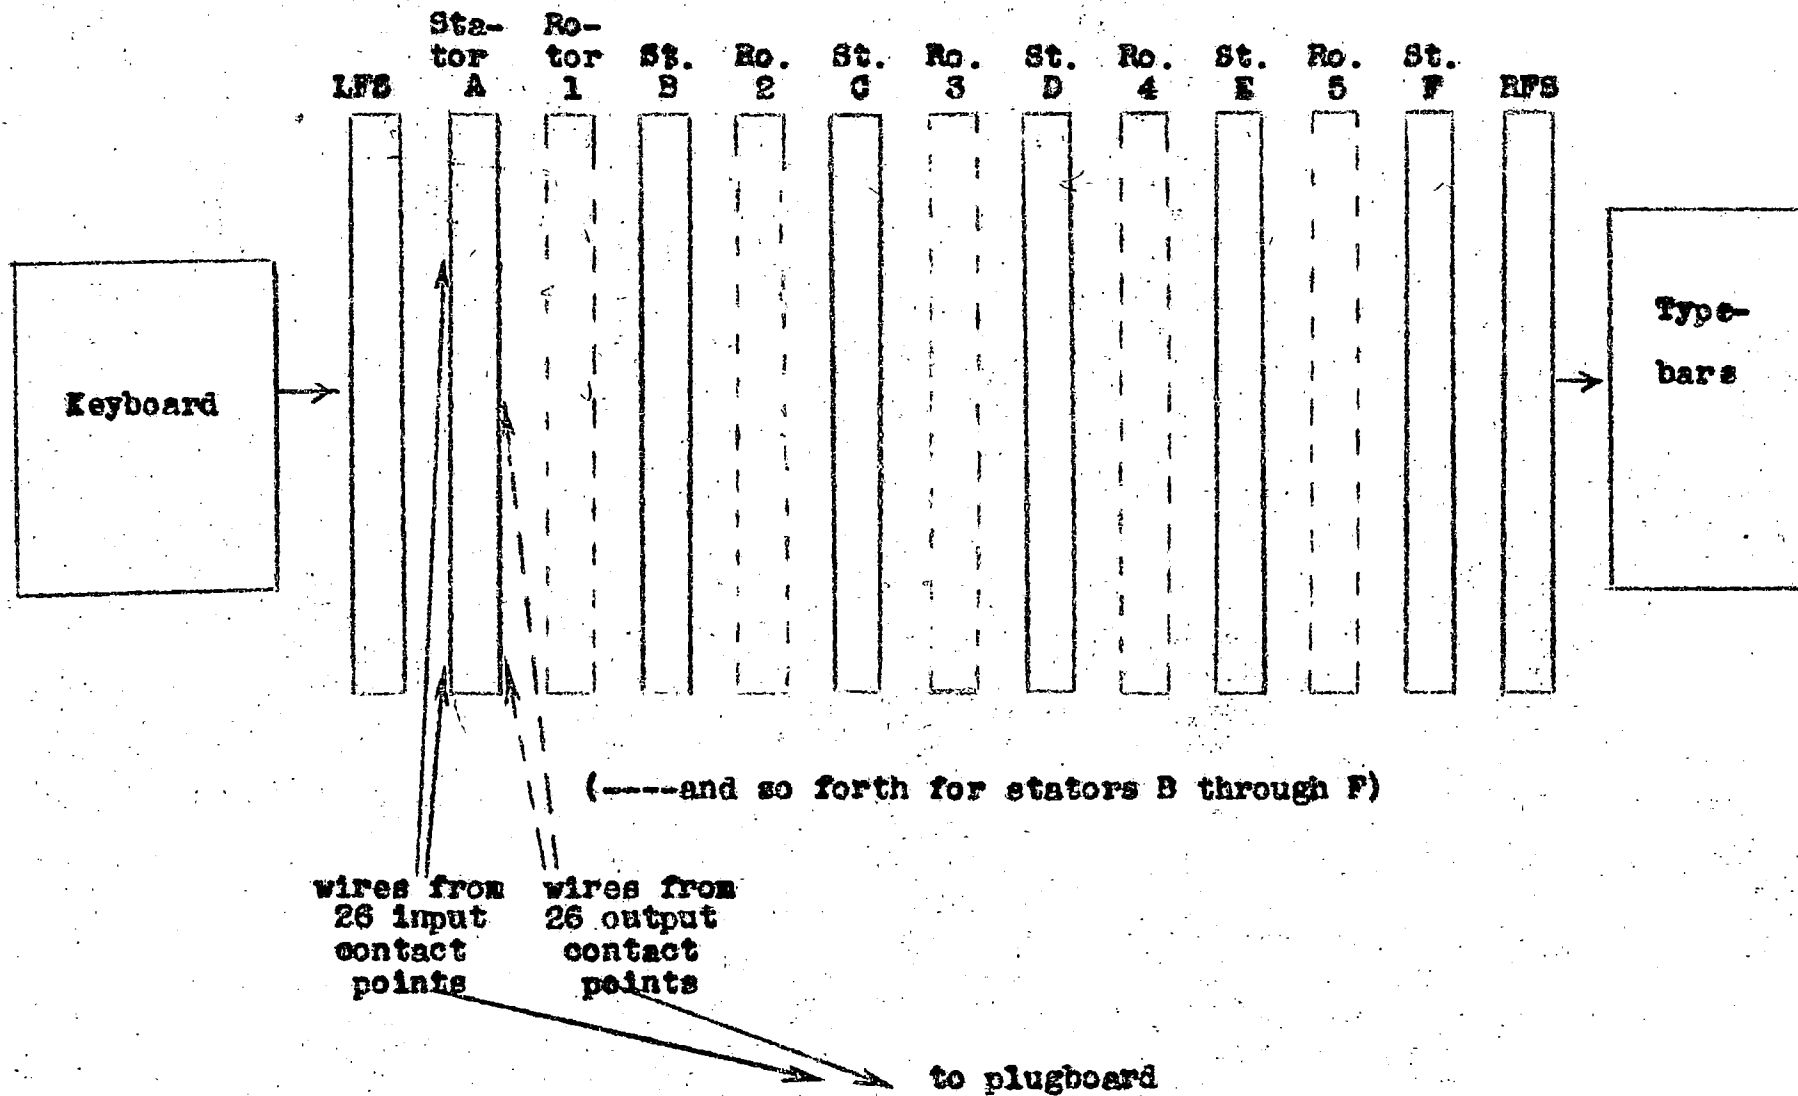 Sta-
tor
A
Ro-
tor
1
St.
B
Ro.
2
St.
C
Ro.
3
St.
D
Ro.
4
St.
E
Ro.
5
St.
F
LFS
RFS
Keyboard
Type-
bars
(----and so forth for stators B through F)
wires from
26 input
contact
points
wires from
26 output
contact
points
to plugboard